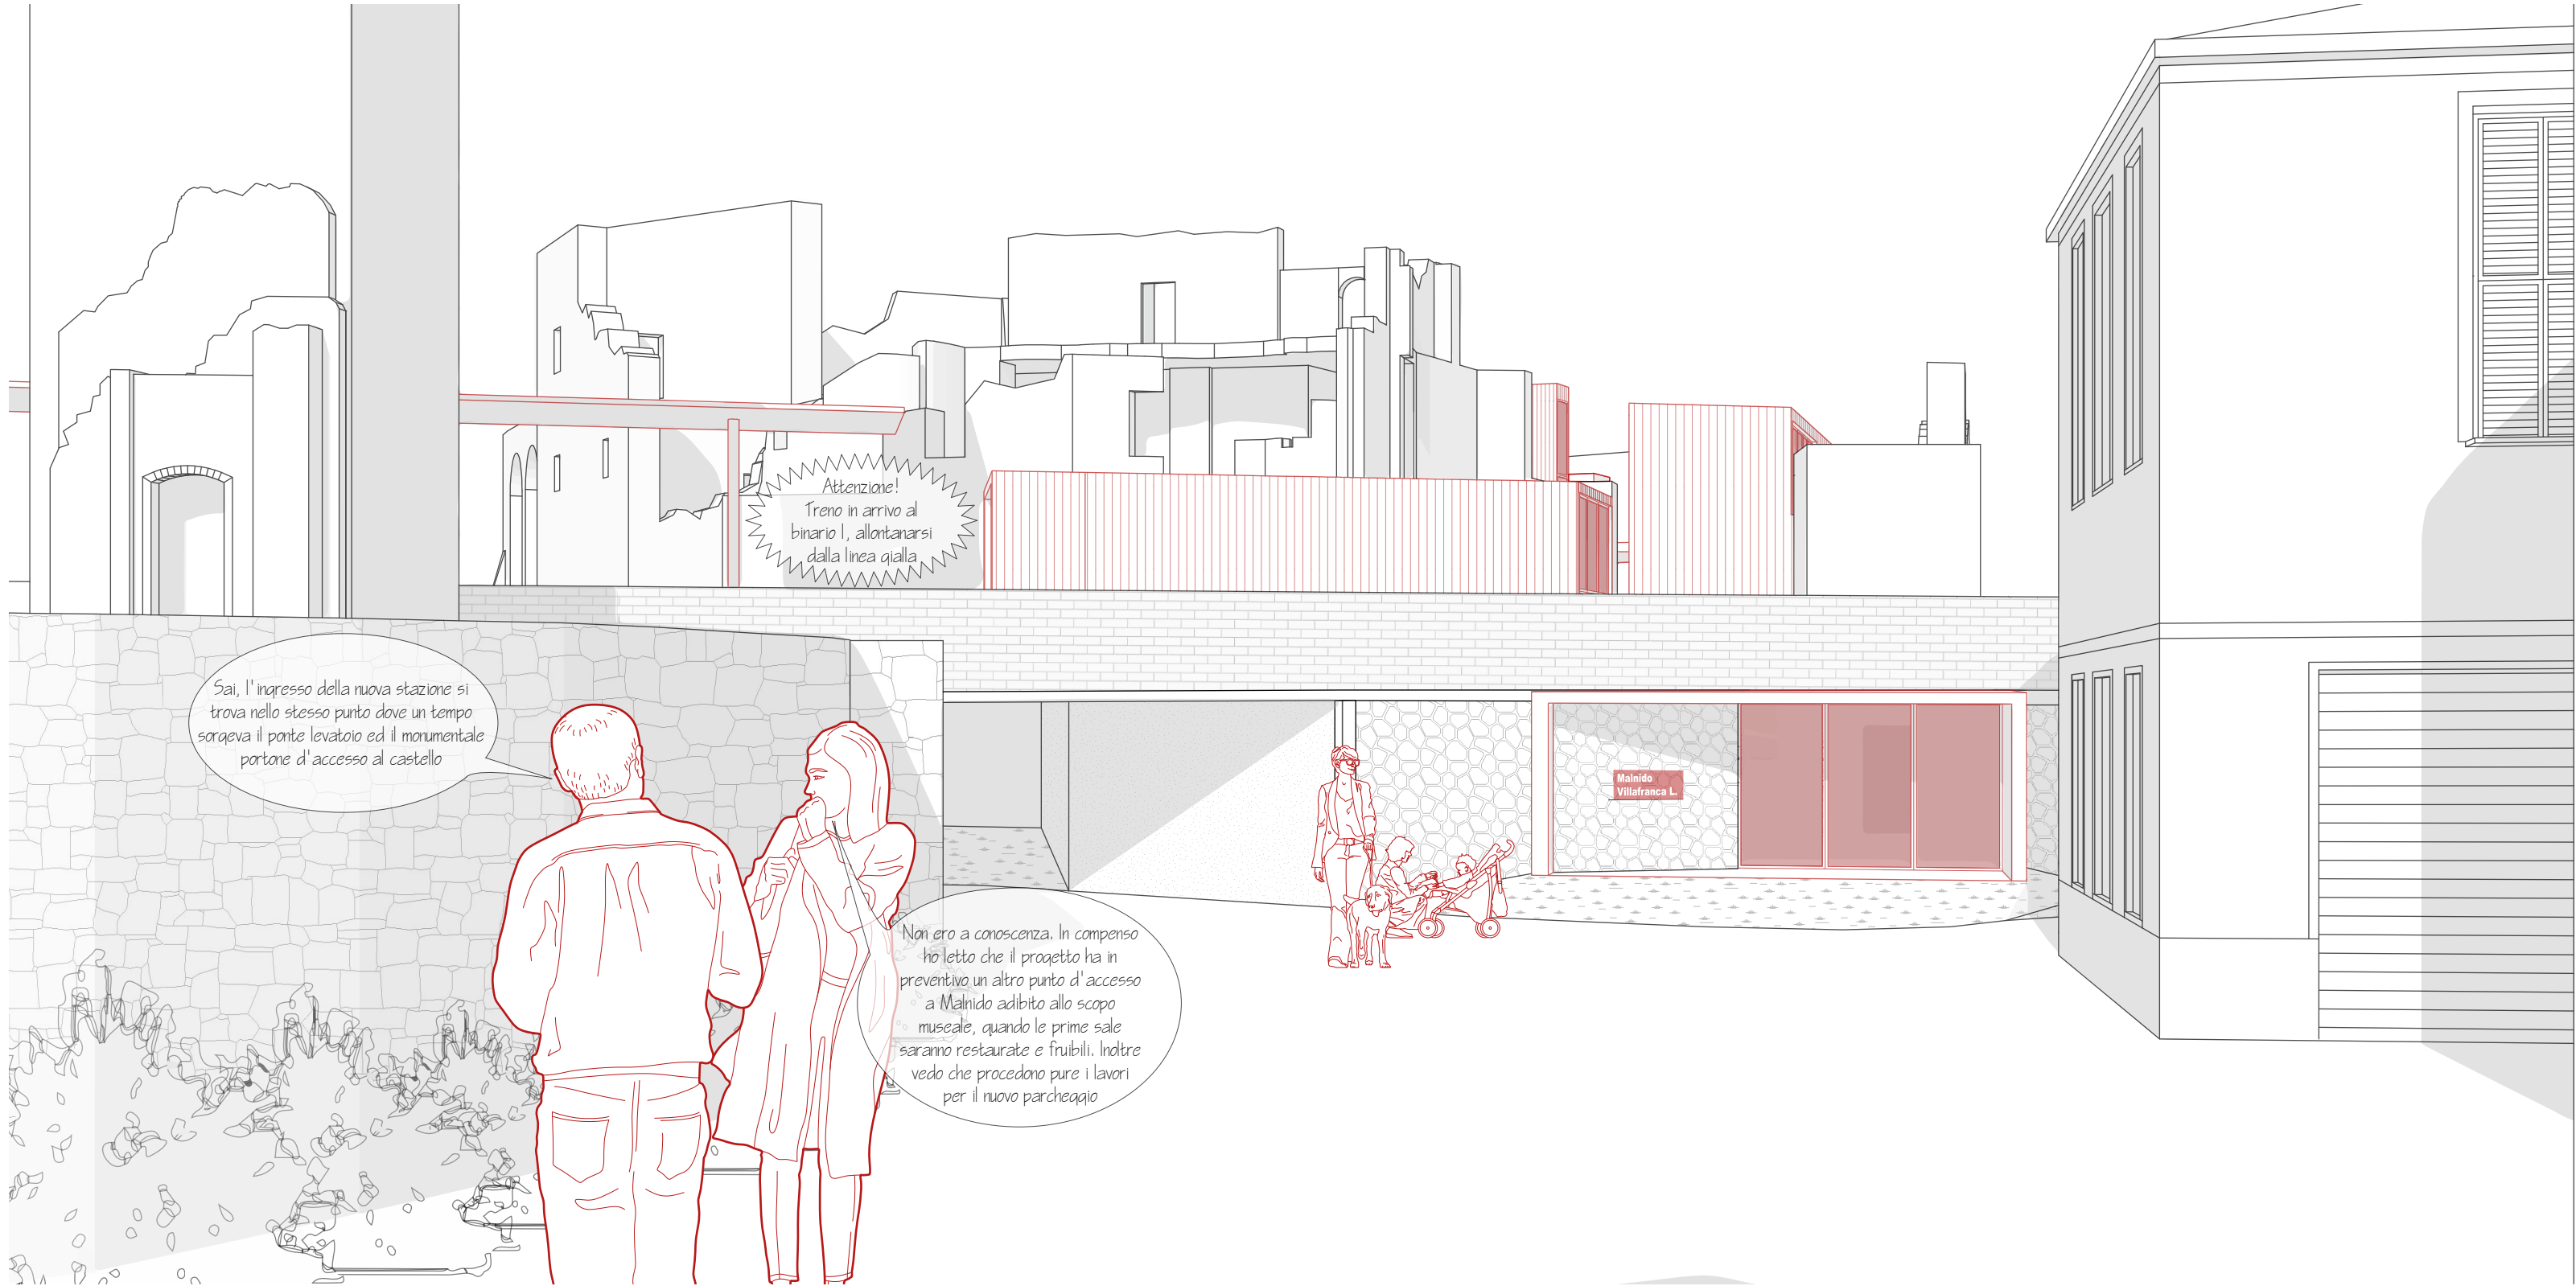 Attenzione!
Treno in arrivo al
binario 1, allontanarsi
dalla linea gialla
Sai, l'ingresso della nuova stazione si
trova nello stesso punto dove un tempo
sorgeva il ponte levatoio ed il monumentale
portone d'accesso al castello
Malnido
Villafranca L.
Non ero a conoscenza. In compenso
ho letto che il progetto ha in
preventivo un altro punto d'accesso
a Malnido adibito allo scopo
museale, quando le prime sale
saranno restaurate e fruibili. Inoltre
vedo che procedono pure i lavori
per il nuovo parcheggio